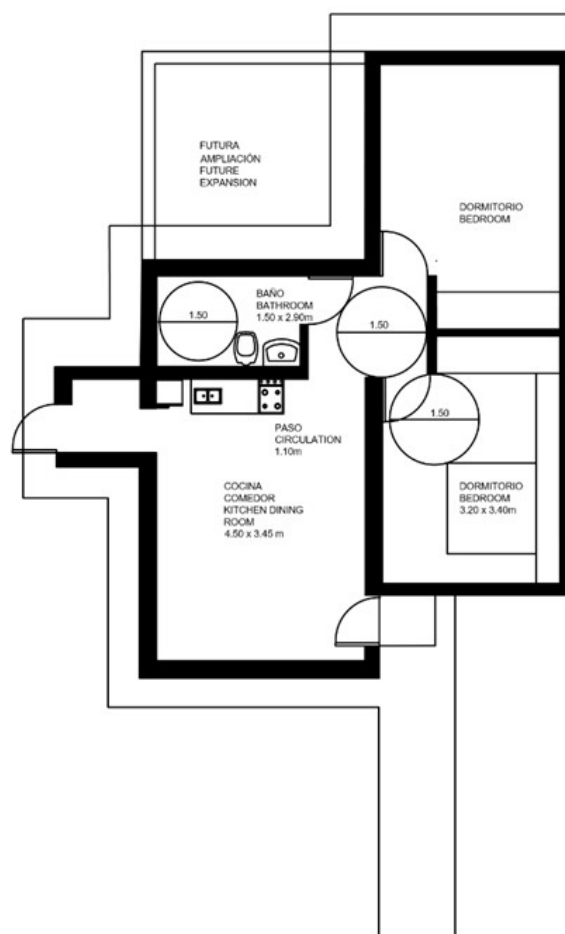 FUTURA
AMPLIACIÓN
FUTURE
EXPANSION
DORMITORIO
BEDROOM
BAÑO
BATHROOM
1.50 x 2.90m
1.50
1.50
1.50
PASO
CIRCULATION
1.10m
COCINA
COMEDOR
KITCHEN DINING
ROOM
4.50 x 3.45 m
DORMITORIO
BEDROOM
3.20 x 3.40m